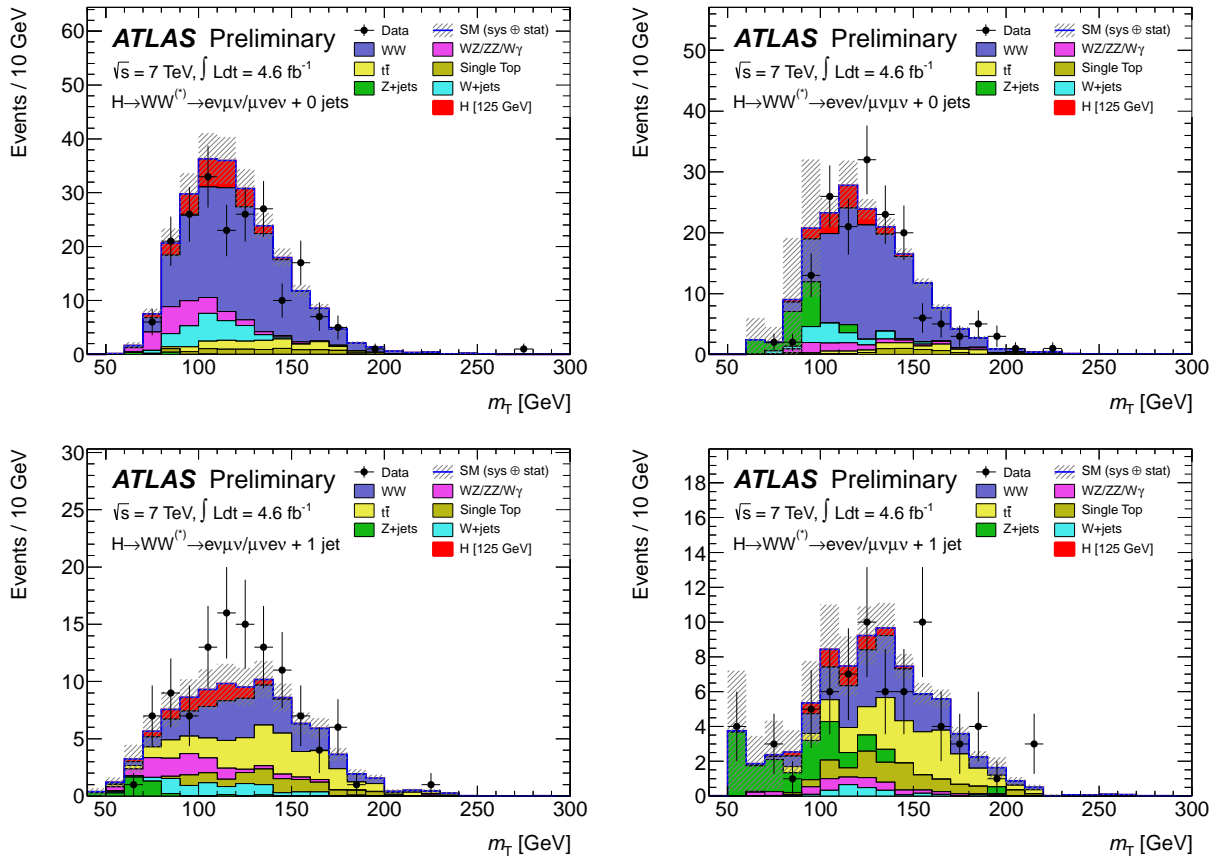 ATLAS Preliminary
√s = 7 TeV, ∫ Ldt = 4.6 fb⁻¹
H→WW⁽*⁾→eνμν/μνeν + 0 jets
Data
WW
tt̄
Z+jets
SM (sys ⊕ stat)
WZ/ZZ/Wγ
Single Top
W+jets
H [125 GeV]
Events / 10 GeV
60
50
40
30
20
10
0
50 100 150 200 250 300
m_T [GeV]
ATLAS Preliminary
√s = 7 TeV, ∫ Ldt = 4.6 fb⁻¹
H→WW⁽*⁾→eνeν/μνμν + 0 jets
Data
WW
tt̄
Z+jets
SM (sys ⊕ stat)
WZ/ZZ/Wγ
Single Top
W+jets
H [125 GeV]
Events / 10 GeV
50
40
30
20
10
0
50 100 150 200 250 300
m_T [GeV]
ATLAS Preliminary
√s = 7 TeV, ∫ Ldt = 4.6 fb⁻¹
H→WW⁽*⁾→eνμν/μνeν + 1 jet
Data
WW
tt̄
Z+jets
SM (sys ⊕ stat)
WZ/ZZ/Wγ
Single Top
W+jets
H [125 GeV]
Events / 10 GeV
30
25
20
15
10
5
0
50 100 150 200 250 300
m_T [GeV]
ATLAS Preliminary
√s = 7 TeV, ∫ Ldt = 4.6 fb⁻¹
H→WW⁽*⁾→eνeν/μνμν + 1 jet
Data
WW
tt̄
Z+jets
SM (sys ⊕ stat)
WZ/ZZ/Wγ
Single Top
W+jets
H [125 GeV]
Events / 10 GeV
18
16
14
12
10
8
6
4
2
0
50 100 150 200 250 300
m_T [GeV]